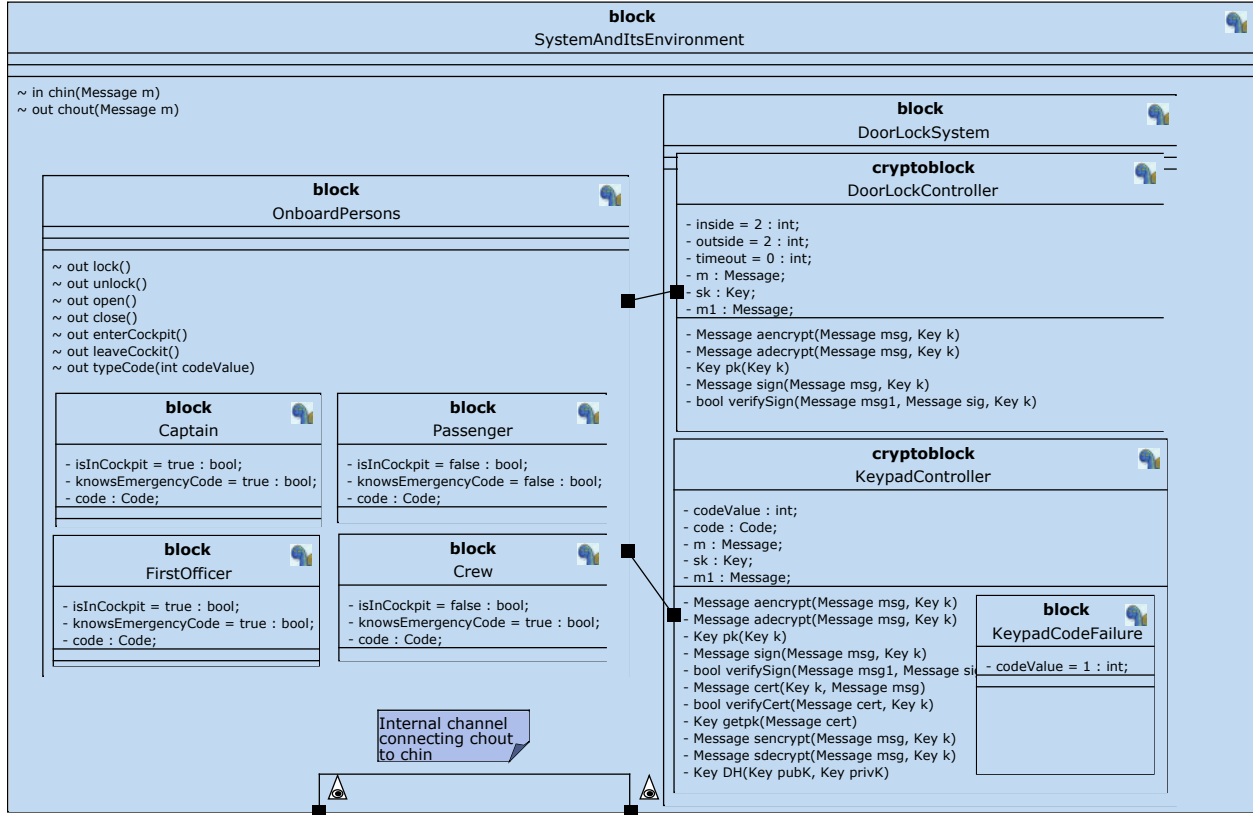 block
SystemAndItsEnvironment
~ in chin(Message m)
~ out chout(Message m)
block
OnboardPersons
~ out lock()
~ out unlock()
~ out open()
~ out close()
~ out enterCockpit()
~ out leaveCockit()
~ out typeCode(int codeValue)
block
Captain
- isInCockpit = true : bool;
- knowsEmergencyCode = true : bool;
- code : Code;
block
Passenger
- isInCockpit = false : bool;
- knowsEmergencyCode = false : bool;
- code : Code;
block
FirstOfficer
- isInCockpit = true : bool;
- knowsEmergencyCode = true : bool;
- code : Code;
block
Crew
- isInCockpit = false : bool;
- knowsEmergencyCode = true : bool;
- code : Code;
Internal channel
connecting chout
to chin
block
DoorLockSystem
cryptoblock
DoorLockController
- inside = 2 : int;
- outside = 2 : int;
- timeout = 0 : int;
- m : Message;
- sk : Key;
- m1 : Message;
- Message aencrypt(Message msg, Key k)
- Message adecrypt(Message msg, Key k)
- Key pk(Key k)
- Message sign(Message msg, Key k)
- bool verifySign(Message msg1, Message sig, Key k)
cryptoblock
KeypadController
- codeValue : int;
- code : Code;
- m : Message;
- sk : Key;
- m1 : Message;
- Message aencrypt(Message msg, Key k)
- Message adecrypt(Message msg, Key k)
- Key pk(Key k)
- Message sign(Message msg, Key k)
- bool verifySign(Message msg1, Message
- Message cert(Key k, Message msg)
- bool verifyCert(Message cert, Key k)
- Key getpk(Message cert)
- Message sencrypt(Message msg, Key k)
- Message sdecrypt(Message msg, Key k)
- Key DH(Key pubK, Key privK)
block
KeypadCodeFailure
- codeValue = 1 : int;